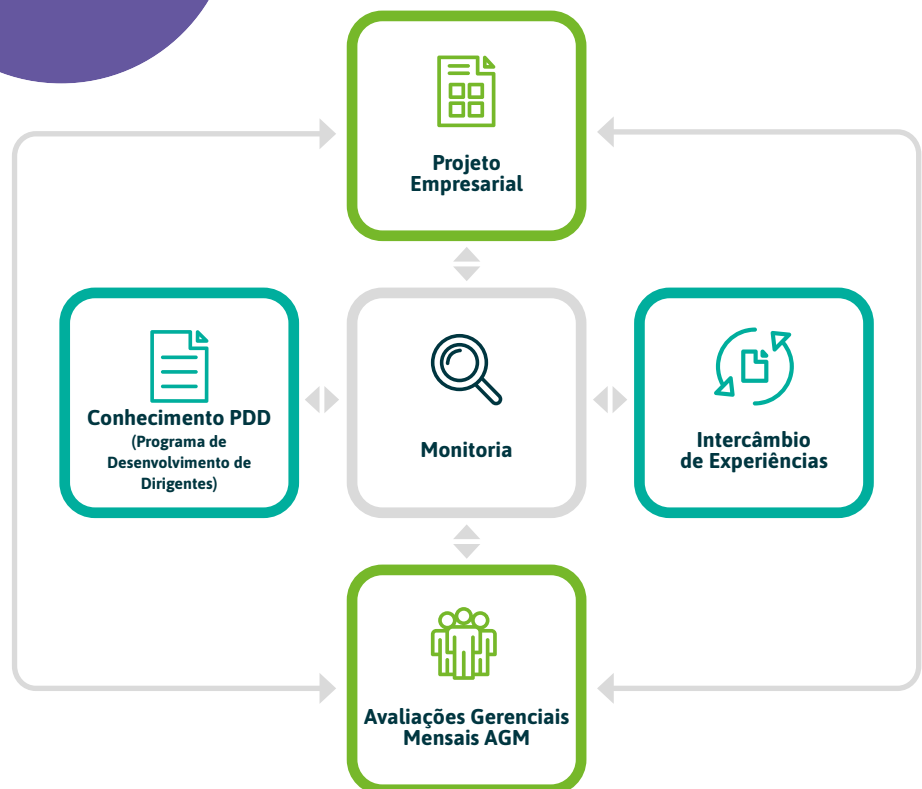 Projeto
Empresarial
Conhecimento PDD
(Programa de
Desenvolvimento de
Dirigentes)
Monitoria
Intercâmbio
de Experiências
Avaliações Gerenciais
Mensais AGM